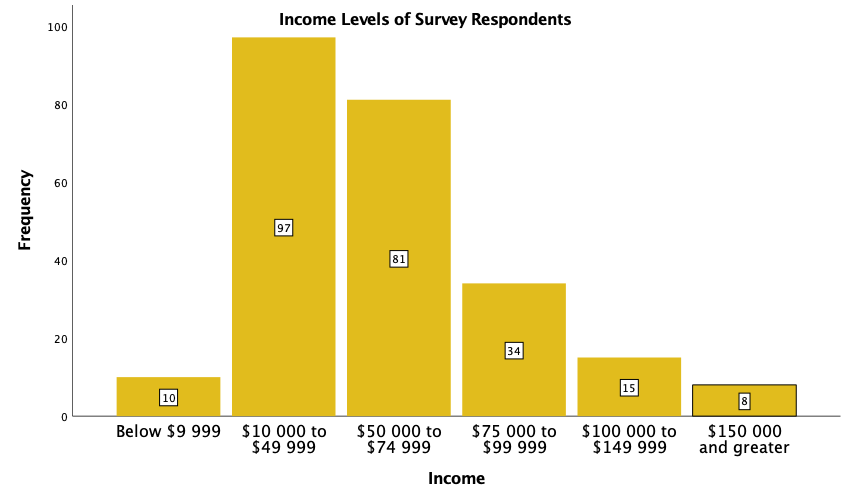 Income Levels of Survey Respondents
100
80
60
40
20
0
Frequency
10
97
81
34
15
8
Below $9 999
$10 000 to
$49 999
$50 000 to
$74 999
$75 000 to
$99 999
$100 000 to
$149 999
$150 000
and greater
Income